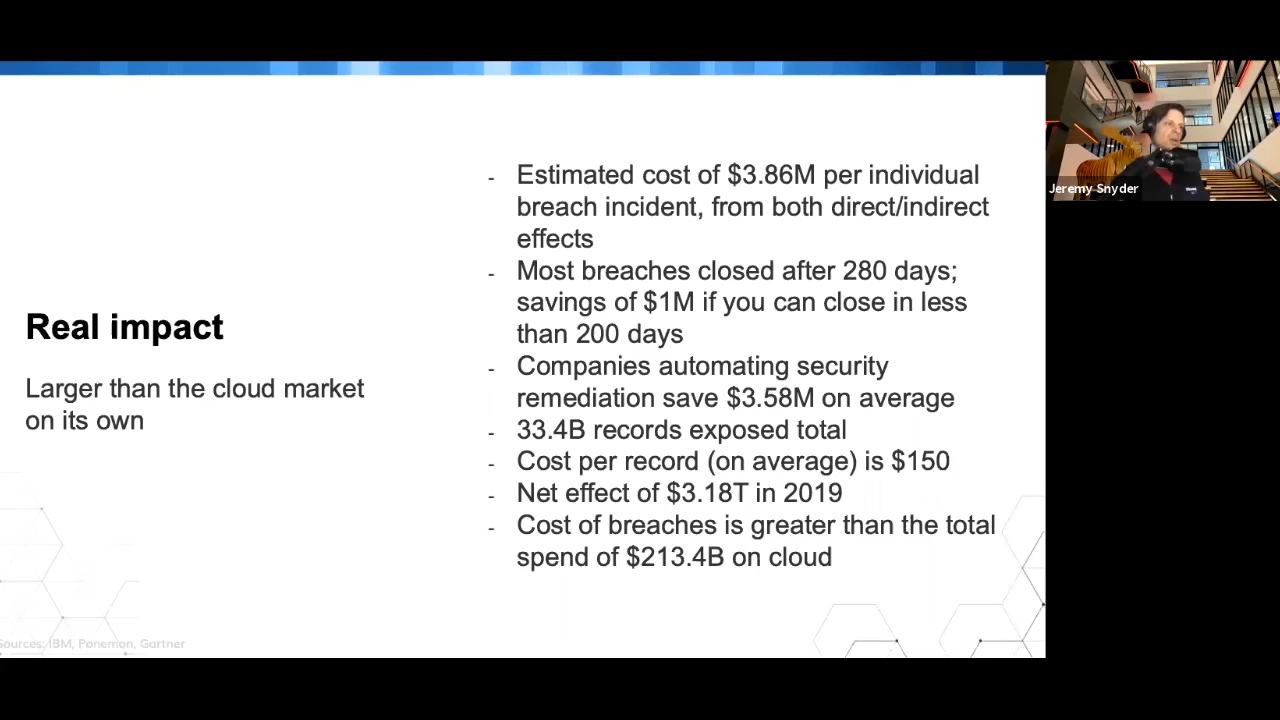 Real impact
Larger than the cloud market
on its own
- Estimated cost of $3.86M per individual
breach incident, from both direct/indirect
effects
- Most breaches closed after 280 days;
savings of $1M if you can close in less
than 200 days
- Companies automating security
remediation save $3.58M on average
- 33.4B records exposed total
- Cost per record (on average) is $150
- Net effect of $3.18T in 2019
- Cost of breaches is greater than the total
spend of $213.4B on cloud
Sources: IBM, Ponemon, Gartner
Jeremy Snyder